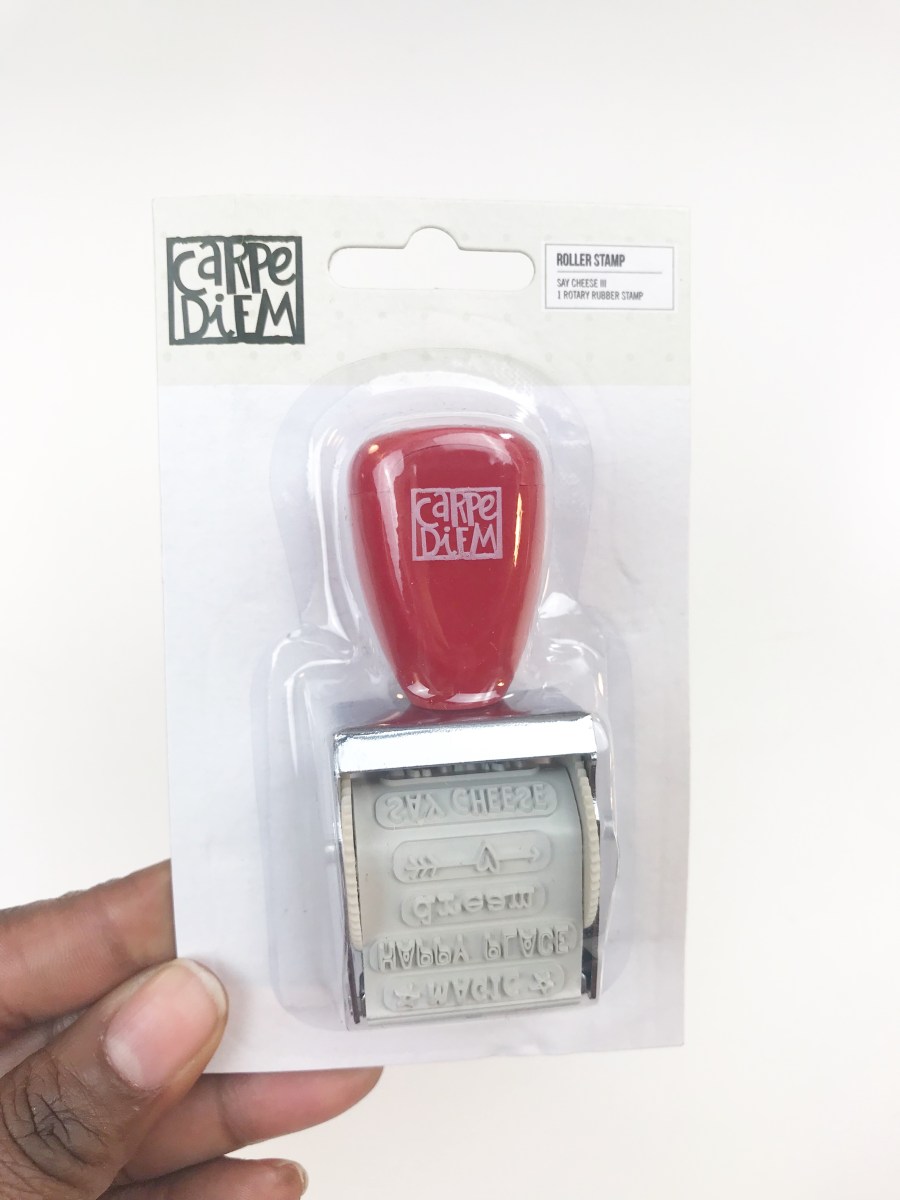 CARPE
DIEM
ROLLER STAMP
SAY CHEESE III
1 ROTARY RUBBER STAMP
CARPE
DIEM
SAY CHEESE
dream
HAPPY PLACE
MAGIC